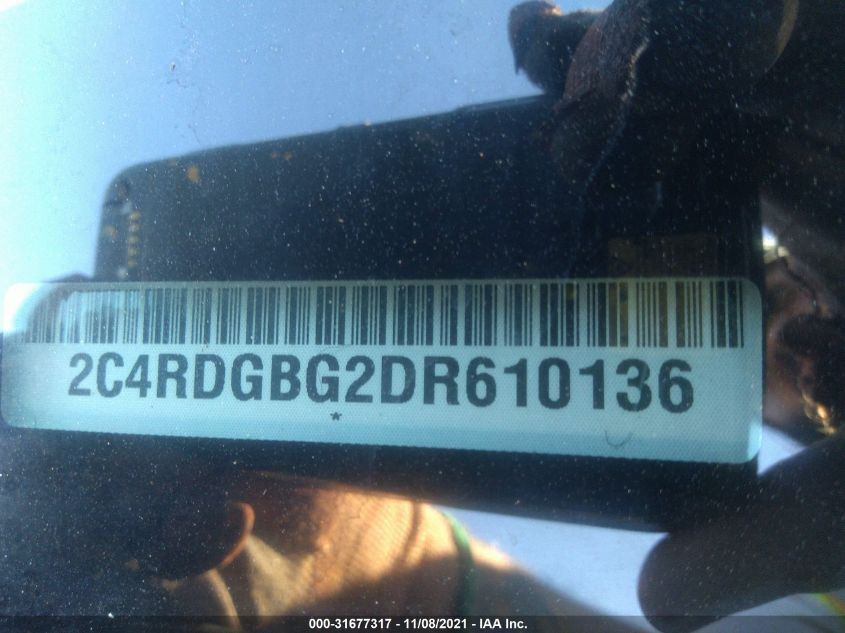 2C4RDGBG2DR610136
*
000-31677317 - 11/08/2021 - IAA Inc.